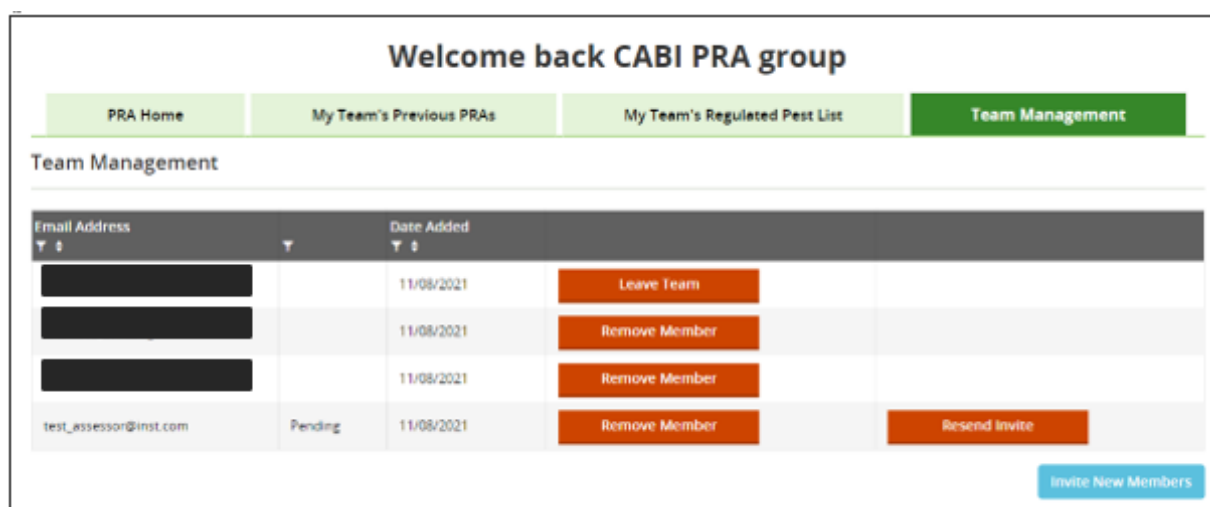 Welcome back CABI PRA group
PRA Home My Team's Previous PRAs My Team's Regulated Pest List Team Management
Team Management
Email Address Date Added
11/08/2021 Leave Team
11/08/2021 Remove Member
11/08/2021 Remove Member
test_assessor@inst.com Pending 11/08/2021 Remove Member Resend Invite
Invite New Members